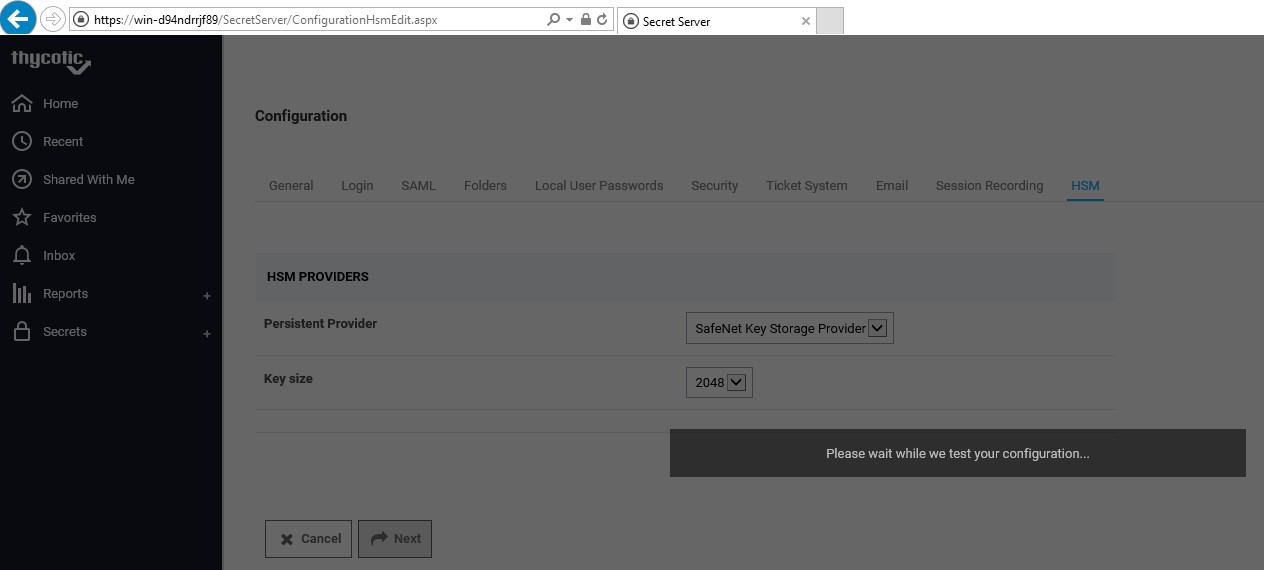 https://win-d94ndrrjf89/SecretServer/ConfigurationHsmEdit.aspx
Secret Server
thycotic
Home
Recent
Shared With Me
Favorites
Inbox
Reports +
Secrets +
Configuration
General Login SAML Folders Local User Passwords Security Ticket System Email Session Recording HSM
HSM PROVIDERS
Persistent Provider SafeNet Key Storage Provider
Key size 2048
Please wait while we test your configuration...
Cancel Next